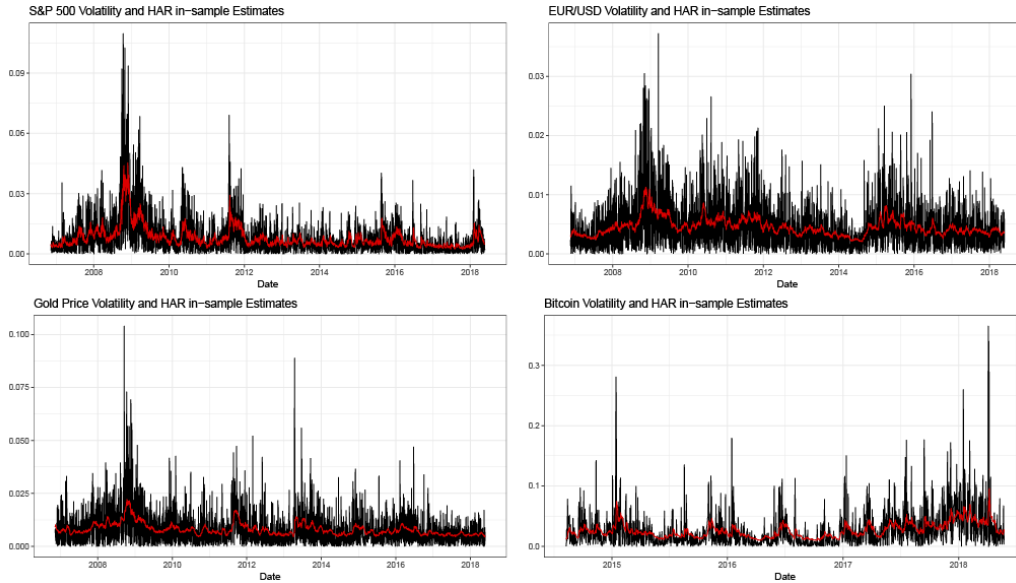 S&P 500 Volatility and HAR in−sample Estimates
0.09
0.06
0.03
0.00
2008 2010 2012 2014 2016 2018
Date
EUR/USD Volatility and HAR in−sample Estimates
0.03
0.02
0.01
0.00
2008 2010 2012 2014 2016 2018
Date
Gold Price Volatility and HAR in−sample Estimates
0.100
0.075
0.050
0.025
0.000
2008 2010 2012 2014 2016 2018
Date
Bitcoin Volatility and HAR in−sample Estimates
0.3
0.2
0.1
0.0
2015 2016 2017 2018
Date